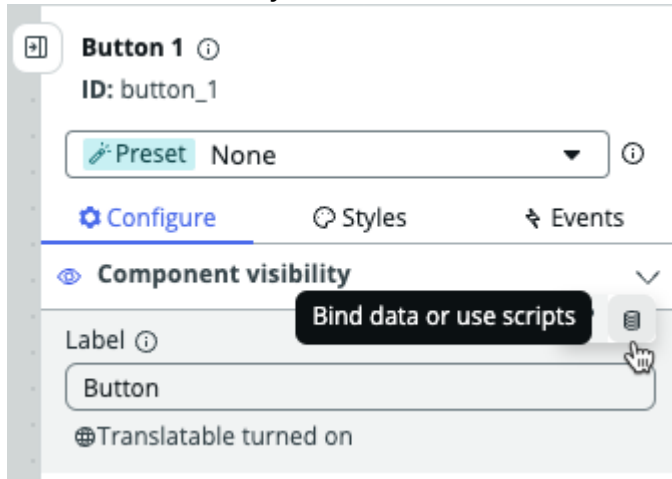 Button 1
ID: button_1
Preset None
Configure Styles Events
Component visibility
Bind data or use scripts
Label
Button
Translatable turned on